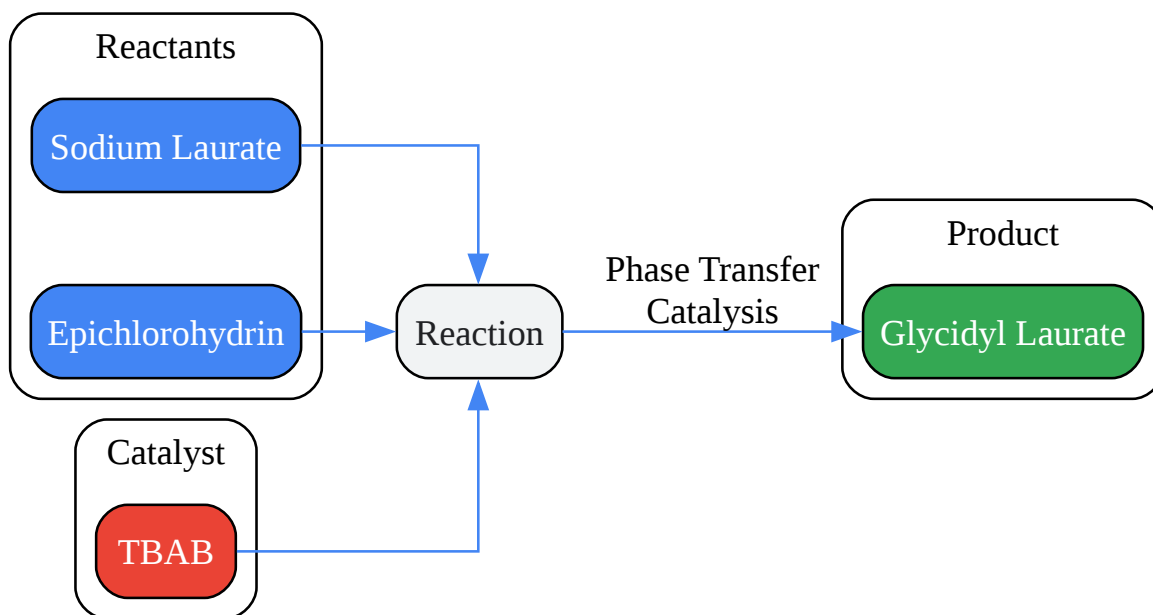 Reactants
Sodium Laurate
Epichlorohydrin
Catalyst
TBAB
Reaction
Phase Transfer
Catalysis
Product
Glycidyl Laurate